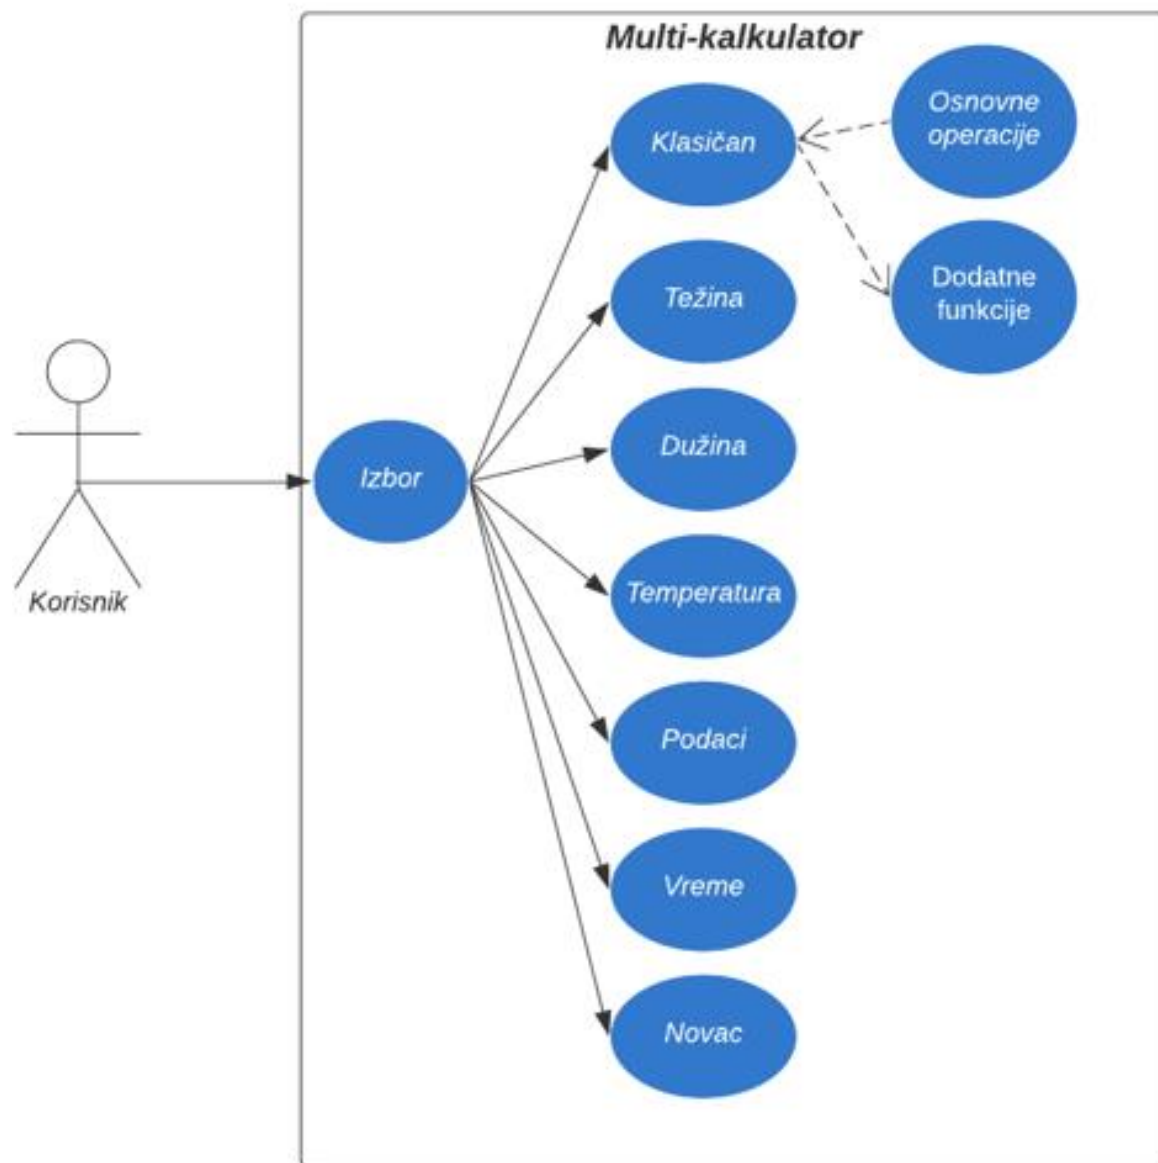 Multi-kalkulator
Klasičan
Osnovne
operacije
Težina
Dodatne
funkcije
Dužina
Izbor
Korisnik
Temperatura
Podaci
Vreme
Novac